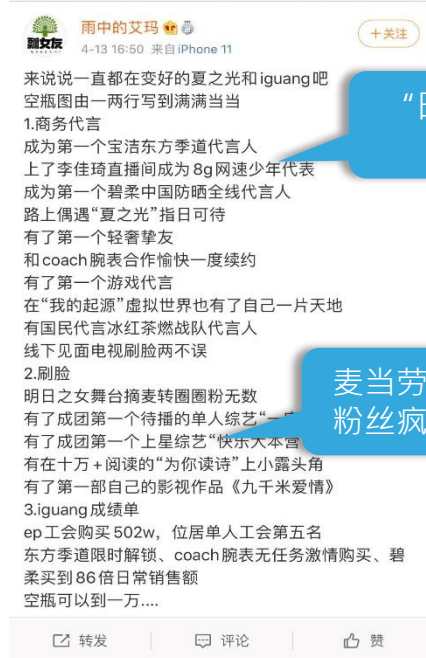 雨中的艾玛
瓢女友
4-13 16:50 来自 iPhone 11
+关注
来说说一直都在变好的夏之光和iguang吧
空瓶图由一两行写到满满当当
1.商务代言
成为第一个宝洁东方季道代言人
上了李佳琦直播间成为8g网速少年代表
成为第一个碧柔中国防晒全线代言人
路上偶遇“夏之光”指日可待
有了第一个轻奢挚友
和coach腕表合作愉快一度续约
有了第一个游戏代言
在“我的起源”虚拟世界也有了自己一片天地
有国民代言冰红茶燃战队代言人
线下见面电视刷脸两不误
2.刷脸
明日之女舞台摘麦转圈圈粉无数
有了成团第一个待播的单人综艺“一
有了成团第一个上星综艺“快乐大本营
有在十万+阅读的“为你读诗”上小露头角
有了第一部自己的影视作品《九千米爱情》
3.iguang成绩单
ep工会购买502w，位居单人工会第五名
东方季道限时解锁、coach腕表无任务激情购买、碧
柔买到86倍日常销售额
空瓶可以到一万....
麦当劳
粉丝疯
转发
评论
赞